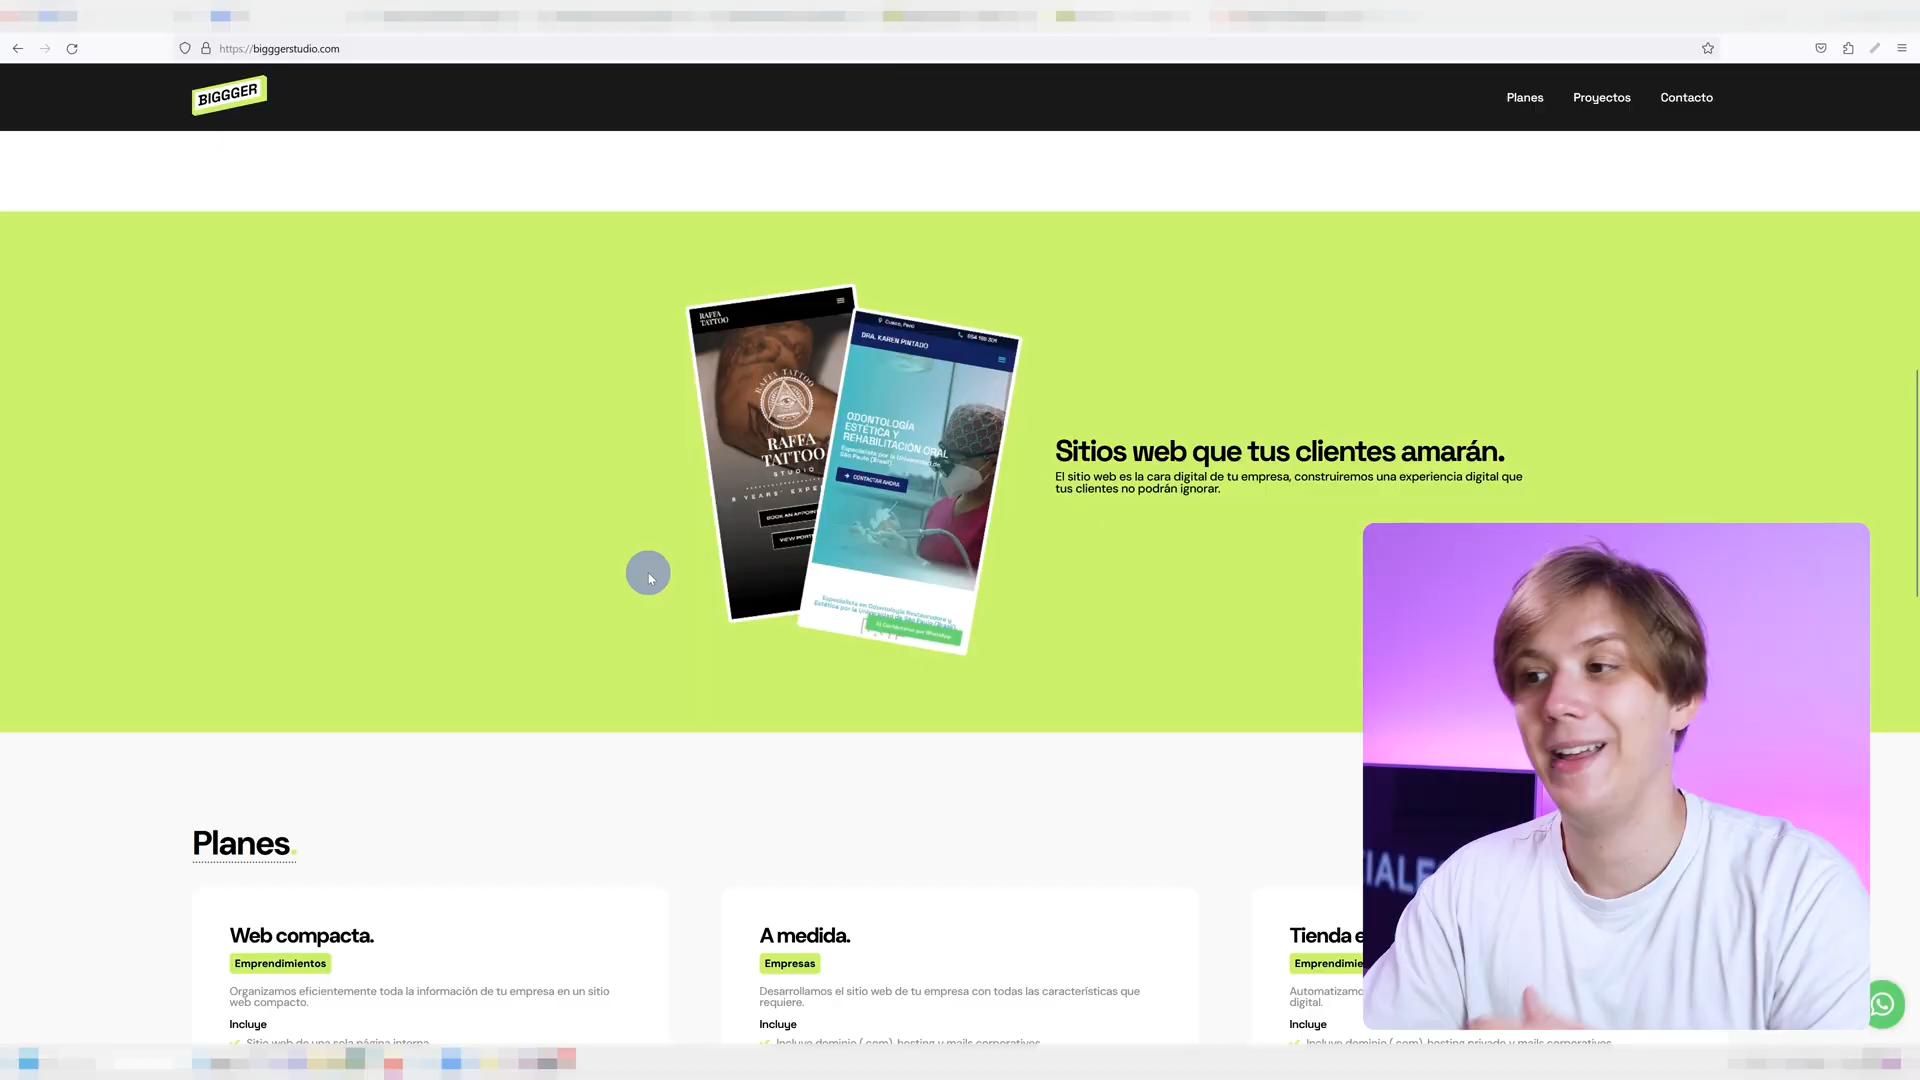 https://bigggerstudio.com
BIGGGER
Planes
Proyectos
Contacto
RAFFA
TATTOO
RAFFA TATTOO
RAFFA
TATTOO
STUDIO
8 YEARS' EXPE
BOOK AN APPOIN
VIEW PORT
Cusco, Perú
DRA. KAREN PINTADO
ODONTOLOGÍA
ESTÉTICA Y
REHABILITACIÓN ORAL
Especialista por la Universidad de
São Paulo (Brasil)
CONTACTAR AHORA
Especialista en Odontología Restauradora y
Estética por la Universidad de São Paulo (Brasil)
Sitios web que tus clientes amarán.
El sitio web es la cara digital de tu empresa, construiremos una experiencia digital que
tus clientes no podrán ignorar.
IALE
Planes.
Web compacta.
Emprendimientos
Organizamos eficientemente toda la información de tu empresa en un sitio
web compacto.
Incluye
Sitio web de una sola página interna
A medida.
Empresas
Desarrollamos el sitio web de tu empresa con todas las características que
requiere.
Incluye
Incluye dominio (.com), hosting y mails corporativos
Tienda e
Emprendimie
Automatizamo
digital.
Incluye
Incluye dominio (.com), hosting privado y mails corporativos